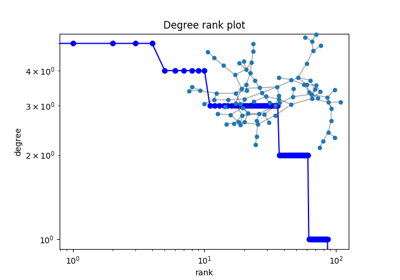 Degree rank plot
degree
4 × 10⁰
3 × 10⁰
2 × 10⁰
10⁰
10⁰
10¹
10²
rank